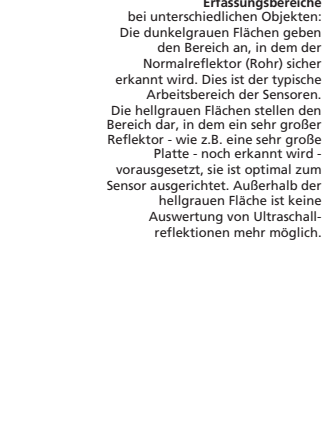 Erfassungsbereiche
bei unterschiedlichen Objekten:
Die dunkelgrauen Flächen geben
den Bereich an, in dem der
Normalreflektor (Rohr) sicher
erkannt wird. Dies ist der typische
Arbeitsbereich der Sensoren.
Die hellgrauen Flächen stellen den
Bereich dar, in dem ein sehr großer
Reflektor - wie z.B. eine sehr große
Platte - noch erkannt wird -
vorausgesetzt, sie ist optimal zum
Sensor ausgerichtet. Außerhalb der
hellgrauen Fläche ist keine
Auswertung von Ultraschall-
reflektionen mehr möglich.